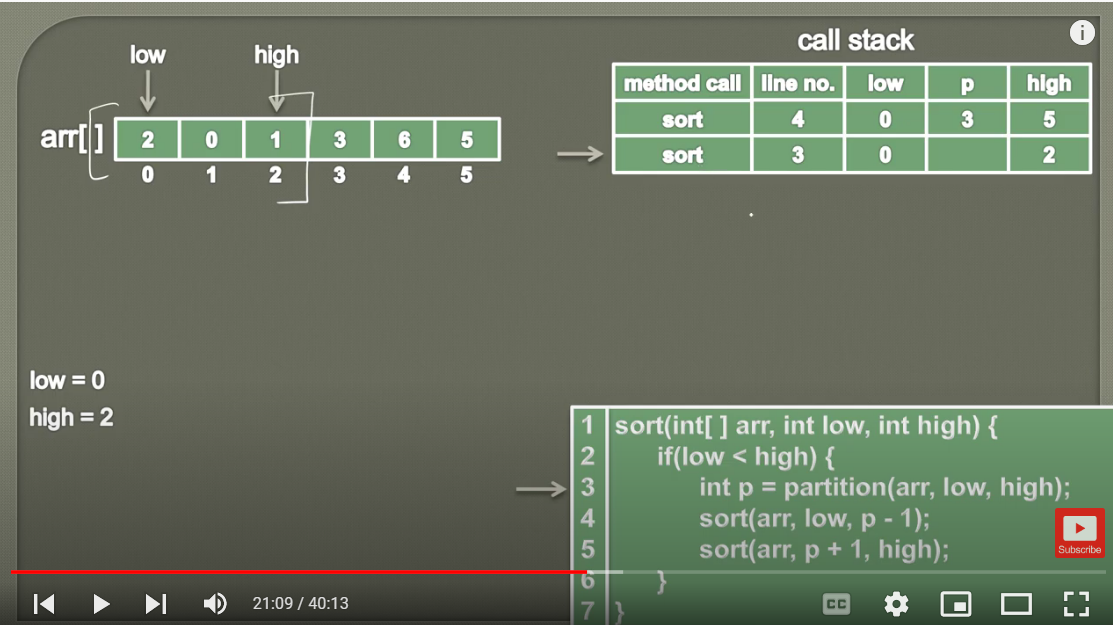 call stack
low high
method call line no. low p high
arr[ ] 2 0 1 3 6 5
sort 4 0 3 5
sort 3 0 2
0 1 2 3 4 5
low = 0
high = 2
1 sort(int[ ] arr, int low, int high) {
2 if(low < high) {
3 int p = partition(arr, low, high);
4 sort(arr, low, p - 1);
5 sort(arr, p + 1, high);
6 }
7 }
Subscribe
21:09 / 40:13
CC
i